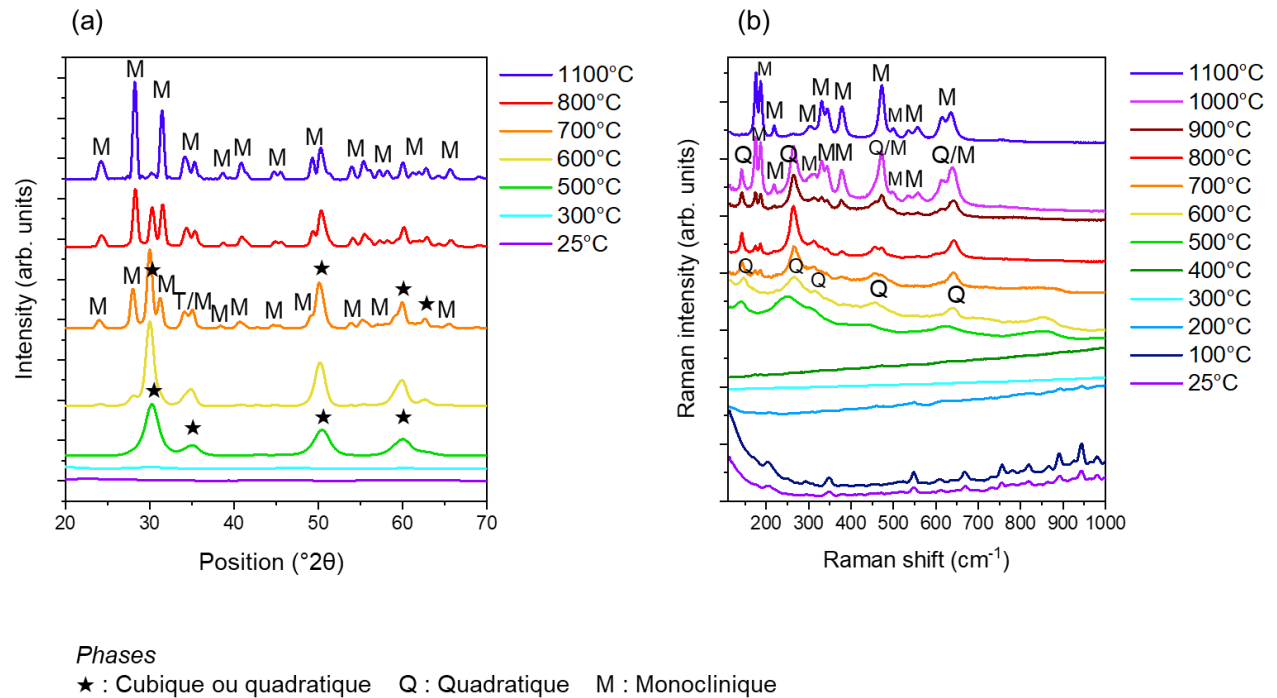 (a)
(b)
M
M
M
M
M
M
M
M
M
M
M
M
M
M
M M M
★
M
T/M
M
M
M
M
★
M M
★
★
M
★
★
★
★
Intensity (arb. units)
20 30 40 50 60 70
Position (°2θ)
1100°C
800°C
700°C
600°C
500°C
300°C
25°C
M
M
M
M
M
M
M
M
M
Q
M
M
Q
M
M
M
Q/M
M
M
Q/M
Q
Q
Q
Q
Q
Raman intensity (arb. units)
200 300 400 500 600 700 800 900 1000
Raman shift (cm⁻¹)
1100°C
1000°C
900°C
800°C
700°C
600°C
500°C
400°C
300°C
200°C
100°C
25°C
Phases
★ : Cubique ou quadratique Q : Quadratique M : Monoclinique